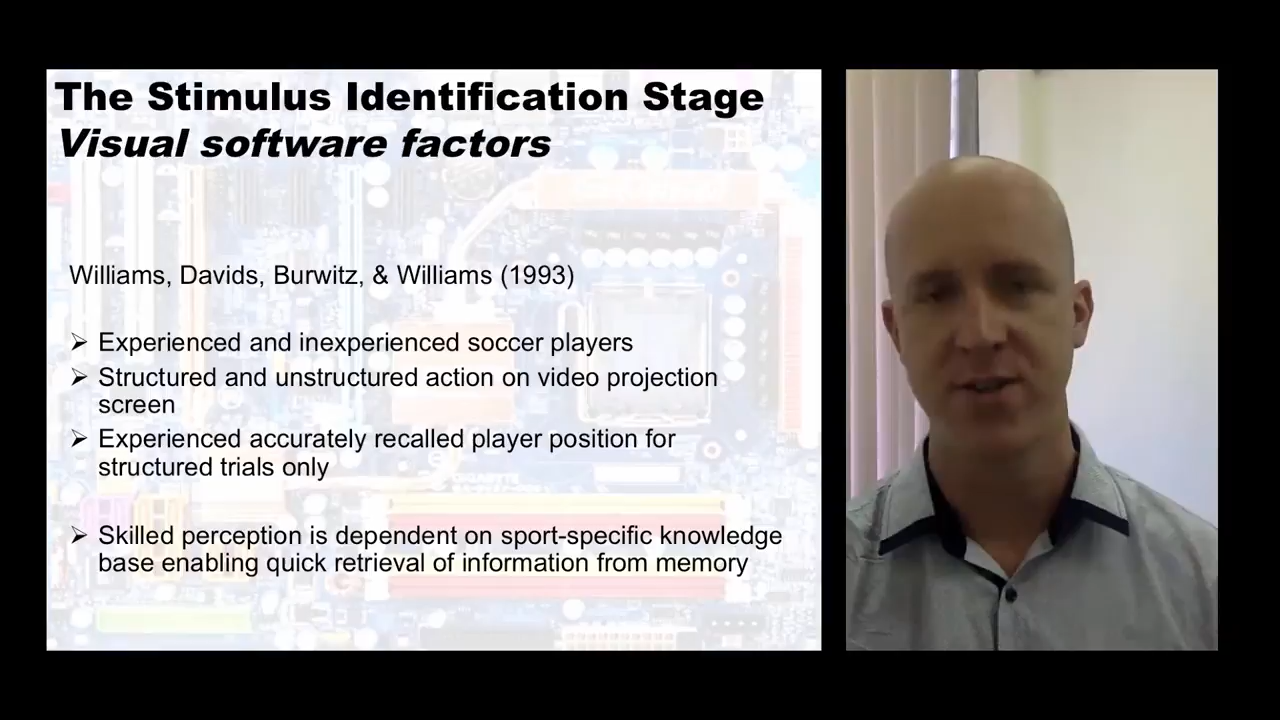 The Stimulus Identification Stage
Visual software factors
Williams, Davids, Burwitz, & Williams (1993)
➢ Experienced and inexperienced soccer players
➢ Structured and unstructured action on video projection
screen
➢ Experienced accurately recalled player position for
structured trials only
➢ Skilled perception is dependent on sport-specific knowledge
base enabling quick retrieval of information from memory